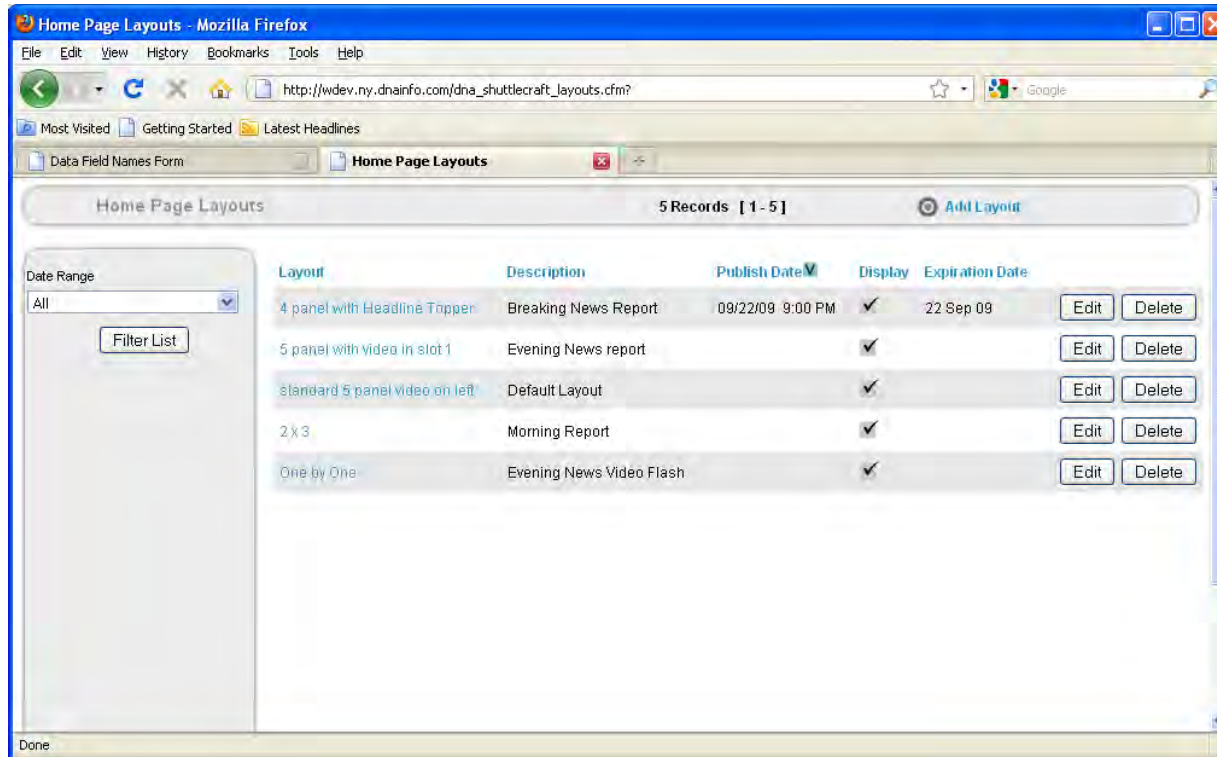 Home Page Layouts - Mozilla Firefox
File Edit View History Bookmarks Tools Help
http://wdev.ny.dnainfo.com/dna_shuttlecraft_layouts.cfm?
Google
Most Visited Getting Started Latest Headlines
Data Field Names Form
Home Page Layouts
Home Page Layouts 5 Records [ 1 - 5 ] Add Layout
Date Range
All
Filter List
Layout Description Publish Date Display Expiration Date
4 panel with Headline Topper Breaking News Report 09/22/09 9:00 PM 22 Sep 09 Edit Delete
5 panel with video in slot 1 Evening News report Edit Delete
standard 5 panel video on left Default Layout Edit Delete
2 x 3 Morning Report Edit Delete
One by One Evening News Video Flash Edit Delete
Done